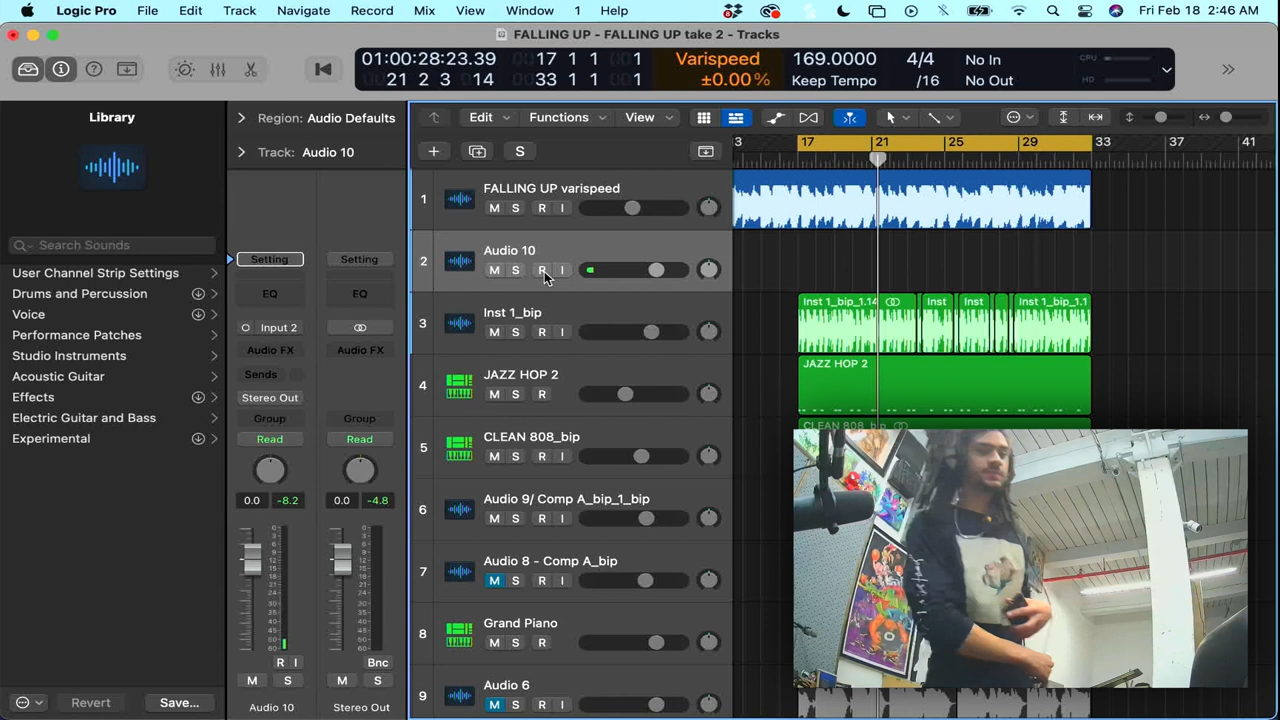 Logic Pro File Edit Track Navigate Record Mix View Window 1 Help Fri Feb 18 2:46 AM
FALLING UP - FALLING UP take 2 - Tracks
01:00:28:23.39 0017 1 1 001 Varispeed 169.0000 4/4 No In CPU
21 2 3 014 0033 1 1 001 ±0.00 % Keep Tempo /16 No Out HD
Library
Region: Audio Defaults
Edit Functions View
Track: Audio 10
S
3 17 21 25 29 33 37 41
Search Sounds
User Channel Strip Settings
Drums and Percussion
Voice
Performance Patches
Studio Instruments
Acoustic Guitar
Effects
Electric Guitar and Bass
Experimental
Revert Save...
Setting Setting
EQ EQ
Input 2
Audio FX Audio FX
Sends
Stereo Out
Group Group
Read Read
0.0 -8.2 0.0 -4.8
R I Bnc
M S M S
Audio 10 Stereo Out
1 FALLING UP varispeed
M S R I
2 Audio 10
M S R I
3 Inst 1_bip
M S R I
Inst 1_bip_1.14 Inst Inst Inst 1_bip_1.1
4 JAZZ HOP 2
M S R
JAZZ HOP 2
5 CLEAN 808_bip
M S R I
CLEAN 808_bip
6 Audio 9/ Comp A_bip_1_bip
M S R I
7 Audio 8 - Comp A_bip
M S R I
8 Grand Piano
M S R
9 Audio 6
M S R I